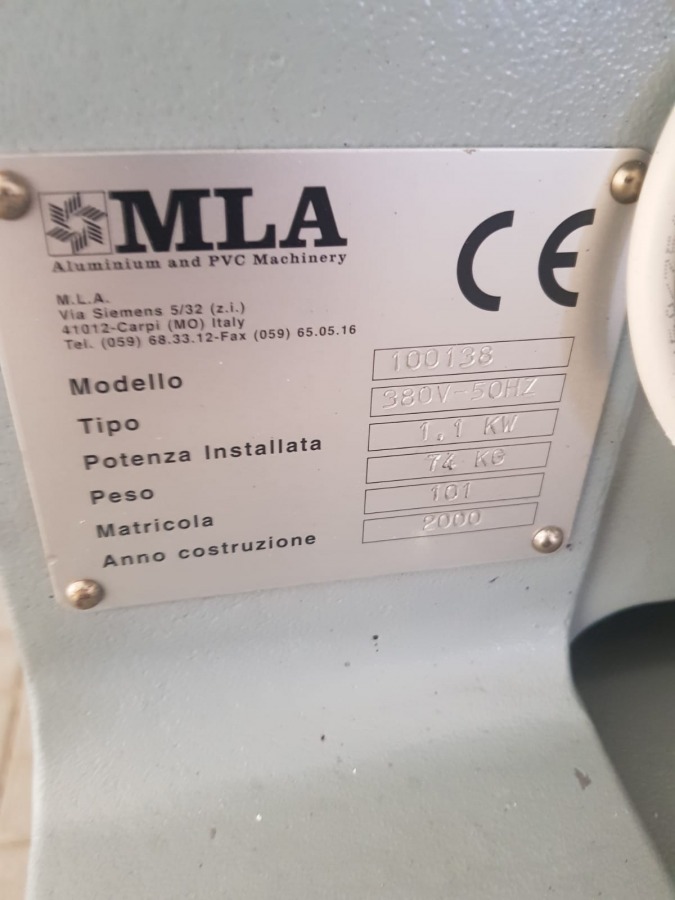 MLA
Aluminium and PVC Machinery
CE
M.L.A.
Via Siemens 5/32 (z.i.)
41012-Carpi (MO) Italy
Tel. (059) 68.33.12-Fax (059) 65.05.16
Modello 100138
Tipo 380V-50HZ
Potenza Installata 1,1 KW
Peso 74 KG
Matricola 101
Anno costruzione 2000